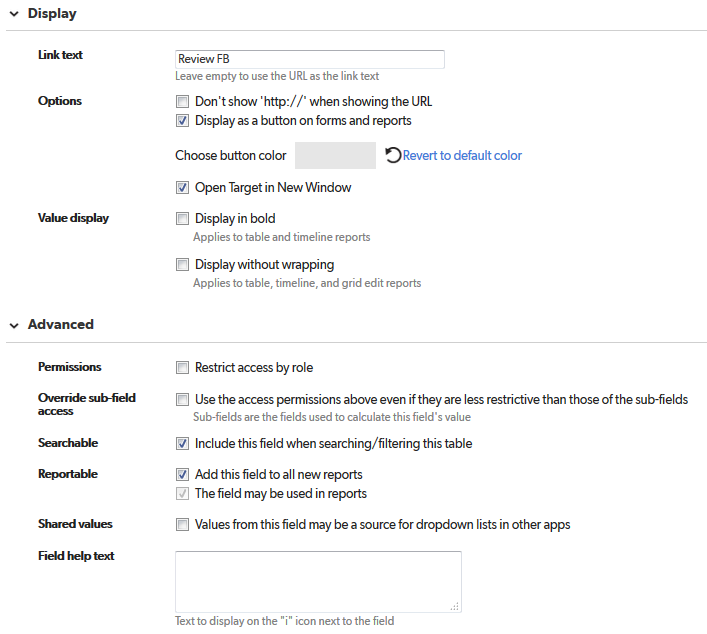 Display
Link text
Review FB
Leave empty to use the URL as the link text
Options
Don't show 'http://' when showing the URL
Display as a button on forms and reports
Choose button color
Revert to default color
Open Target in New Window
Value display
Display in bold
Applies to table and timeline reports
Display without wrapping
Applies to table, timeline, and grid edit reports
Advanced
Permissions
Restrict access by role
Override sub-field
access
Use the access permissions above even if they are less restrictive than those of the sub-fields
Sub-fields are the fields used to calculate this field's value
Searchable
Include this field when searching/filtering this table
Reportable
Add this field to all new reports
The field may be used in reports
Shared values
Values from this field may be a source for dropdown lists in other apps
Field help text
Text to display on the "i" icon next to the field